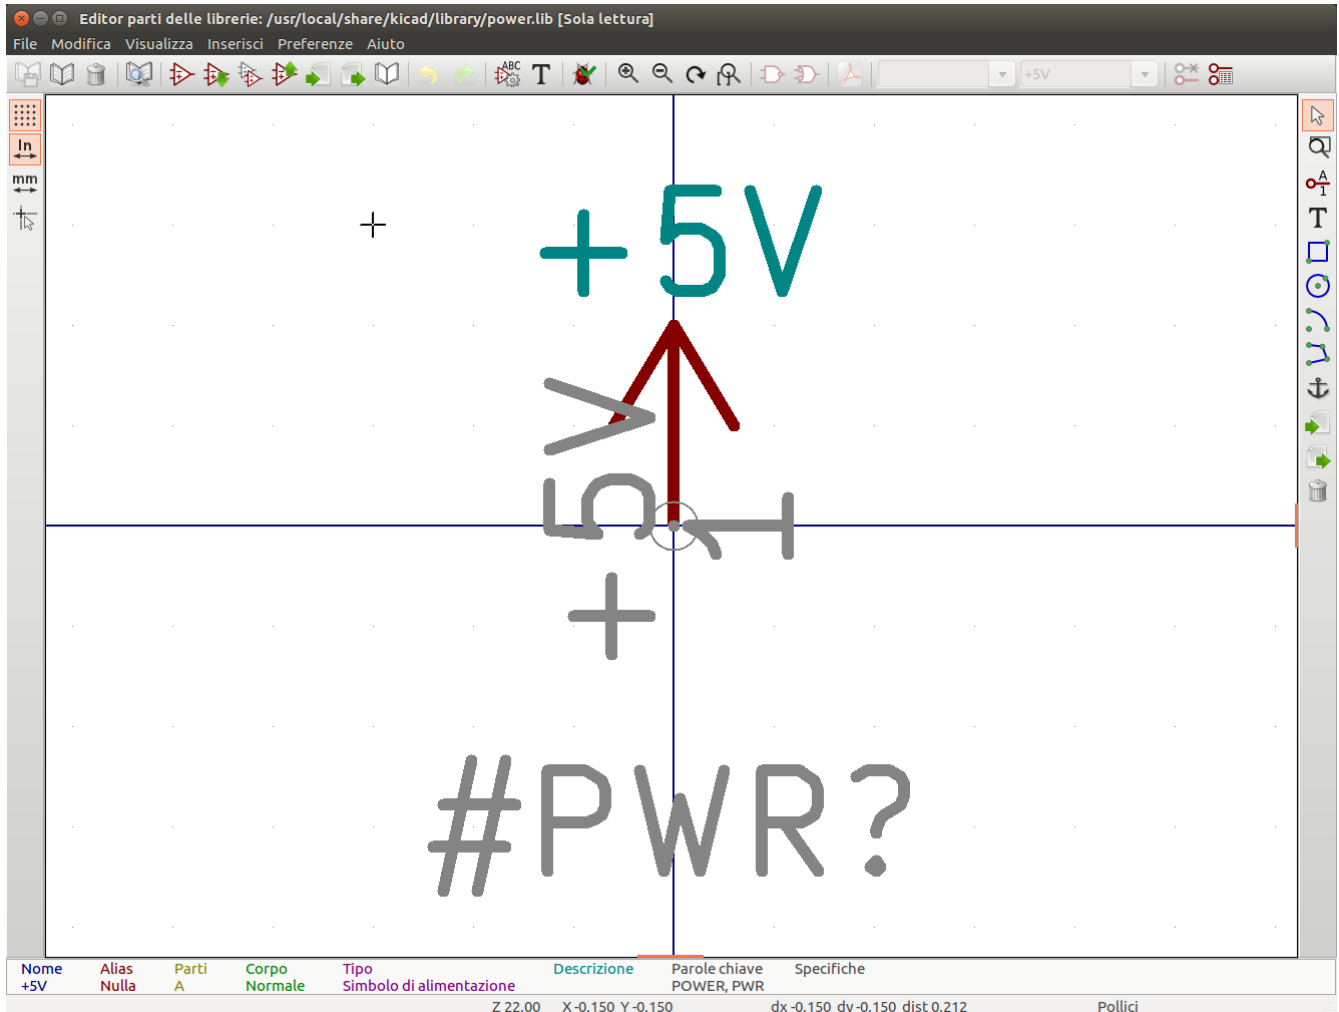 Editor parti delle librerie: /usr/local/share/kicad/library/power.lib [Sola lettura]
File Modifica Visualizza Inserisci Preferenze Aiuto
ABC T +5V
In
mm
A
1
T
+5V
+5V
1
#PWR?
Nome Alias Parti Corpo Tipo Descrizione Parole chiave Specifiche
+5V Nulla A Normale Simbolo di alimentazione POWER, PWR
Z 22.00 X -0.150 Y -0.150 dx -0.150 dy -0.150 dist 0.212 Pollici